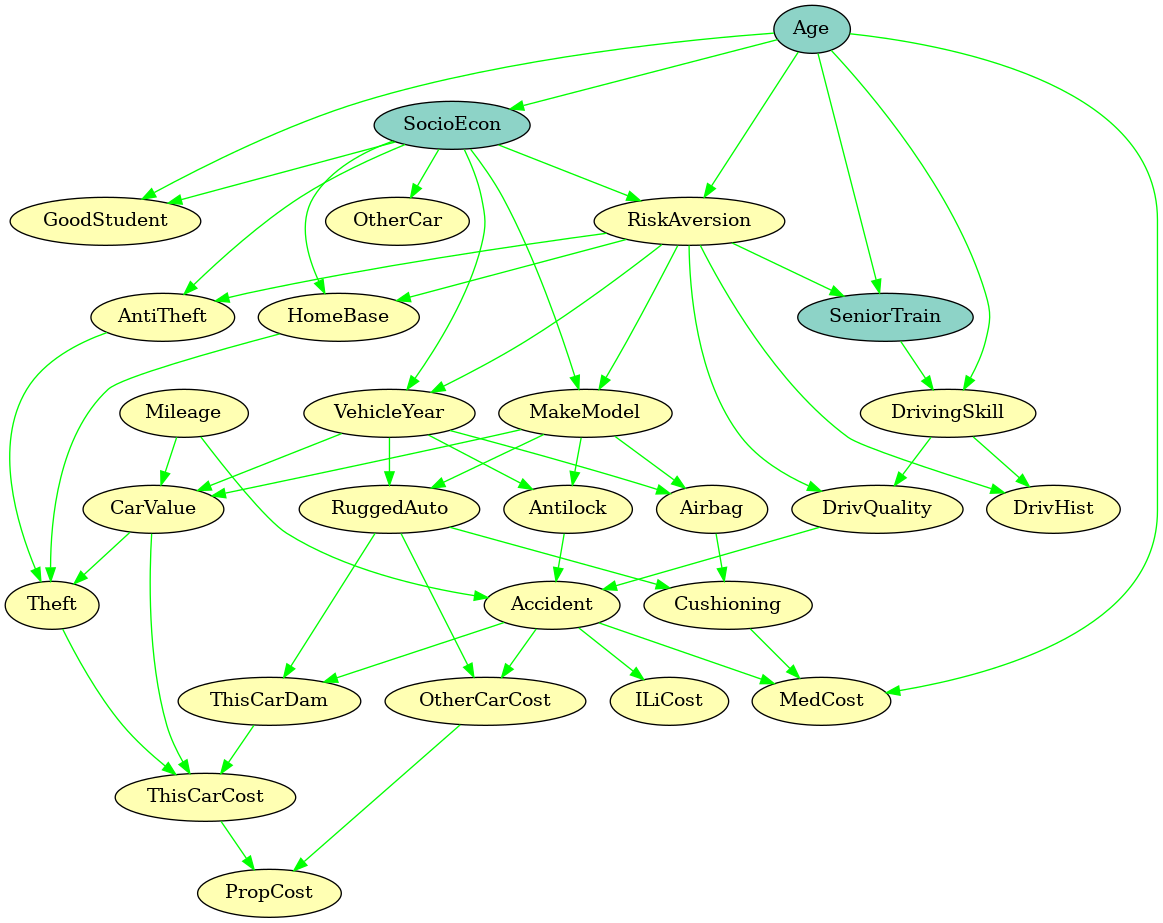 Age
SocioEcon
GoodStudent
OtherCar
RiskAversion
AntiTheft
HomeBase
SeniorTrain
Mileage
VehicleYear
MakeModel
DrivingSkill
CarValue
RuggedAuto
Antilock
Airbag
DrivQuality
DrivHist
Theft
Accident
Cushioning
ThisCarDam
OtherCarCost
ILiCost
MedCost
ThisCarCost
PropCost